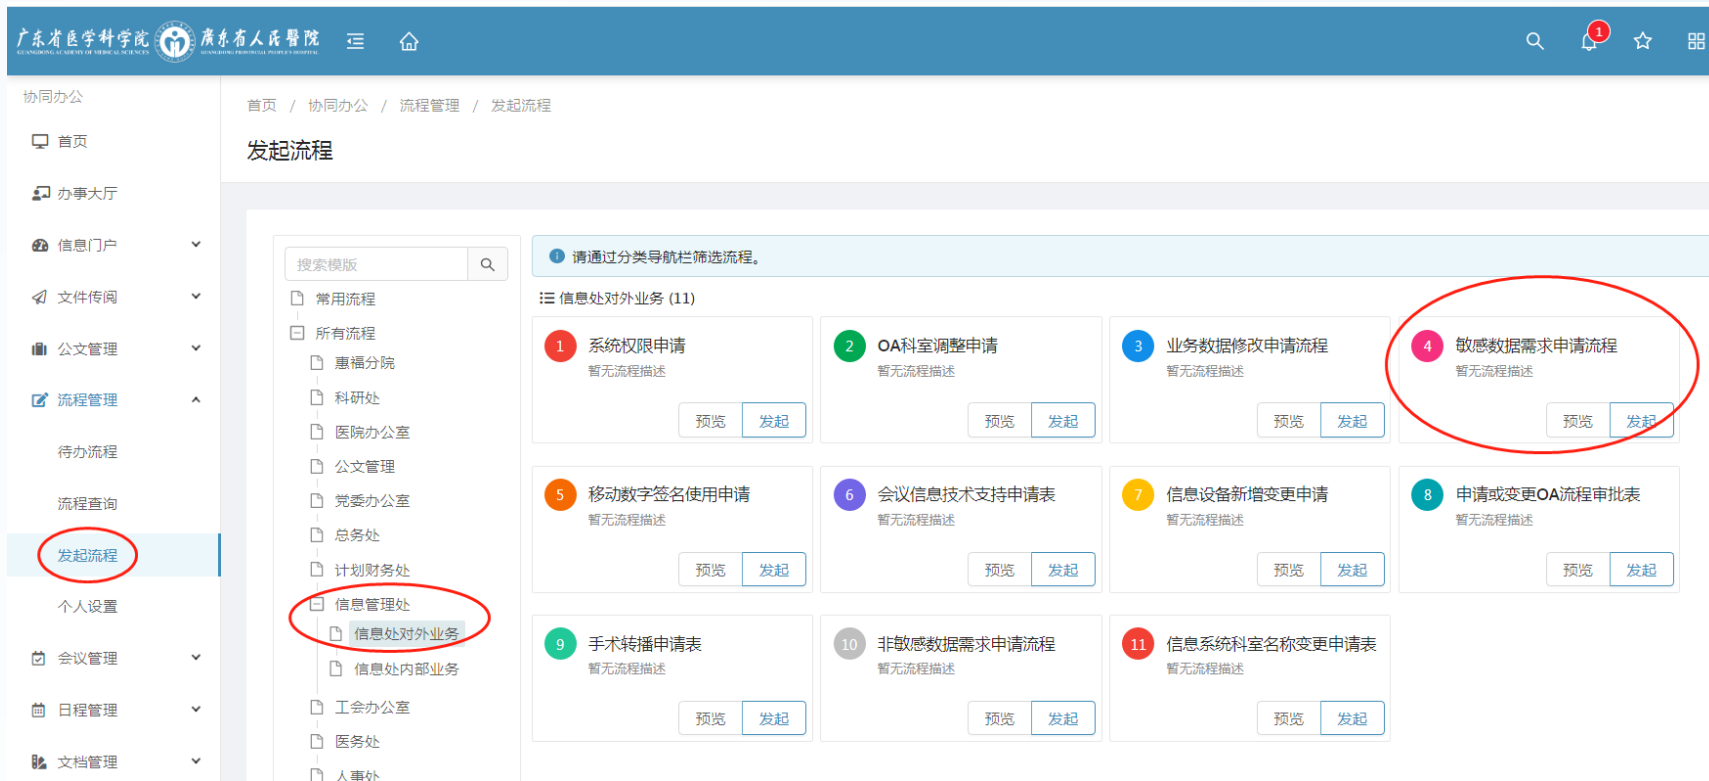 广东省医学科学院
GUANGDONG ACADEMY OF MEDICAL SCIENCES
廣东省人民醫院
GUANGDONG PROVINCIAL PEOPLE'S HOSPITAL
1
协同办公
首页
办事大厅
信息门户
文件传阅
公文管理
流程管理
待办流程
流程查询
发起流程
个人设置
会议管理
日程管理
文档管理
首页 / 协同办公 / 流程管理 / 发起流程
发起流程
搜索模版
常用流程
所有流程
惠福分院
科研处
医院办公室
公文管理
党委办公室
总务处
计划财务处
信息管理处
信息处对外业务
信息处内部业务
工会办公室
医务处
人事处
请通过分类导航栏筛选流程。
信息处对外业务 (11)
1 系统权限申请
暂无流程描述
预览 发起
2 OA科室调整申请
暂无流程描述
预览 发起
3 业务数据修改申请流程
暂无流程描述
预览 发起
4 敏感数据需求申请流程
暂无流程描述
预览 发起
5 移动数字签名使用申请
暂无流程描述
预览 发起
6 会议信息技术支持申请表
暂无流程描述
预览 发起
7 信息设备新增变更申请
暂无流程描述
预览 发起
8 申请或变更OA流程审批表
暂无流程描述
预览 发起
9 手术转播申请表
暂无流程描述
预览 发起
10 非敏感数据需求申请流程
暂无流程描述
预览 发起
11 信息系统科室名称变更申请表
暂无流程描述
预览 发起